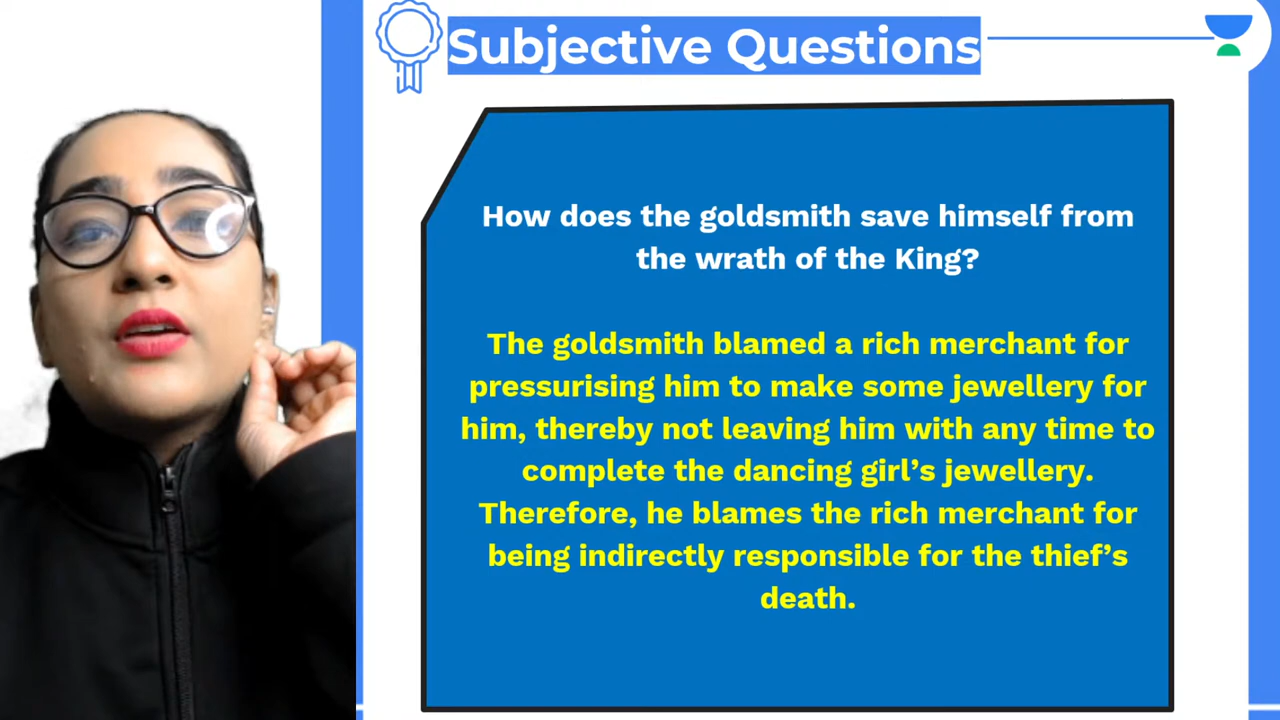 Subjective Questions
How does the goldsmith save himself from
the wrath of the King?
The goldsmith blamed a rich merchant for
pressurising him to make some jewellery for
him, thereby not leaving him with any time to
complete the dancing girl’s jewellery.
Therefore, he blames the rich merchant for
being indirectly responsible for the thief’s
death.